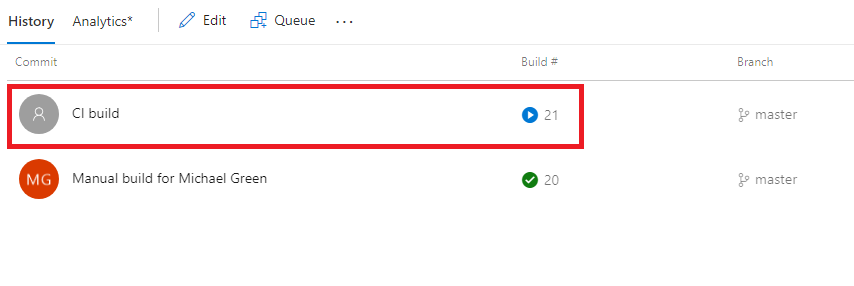 History Analytics* Edit Queue ...
Commit Build # Branch
CI build 21 master
MG Manual build for Michael Green 20 master